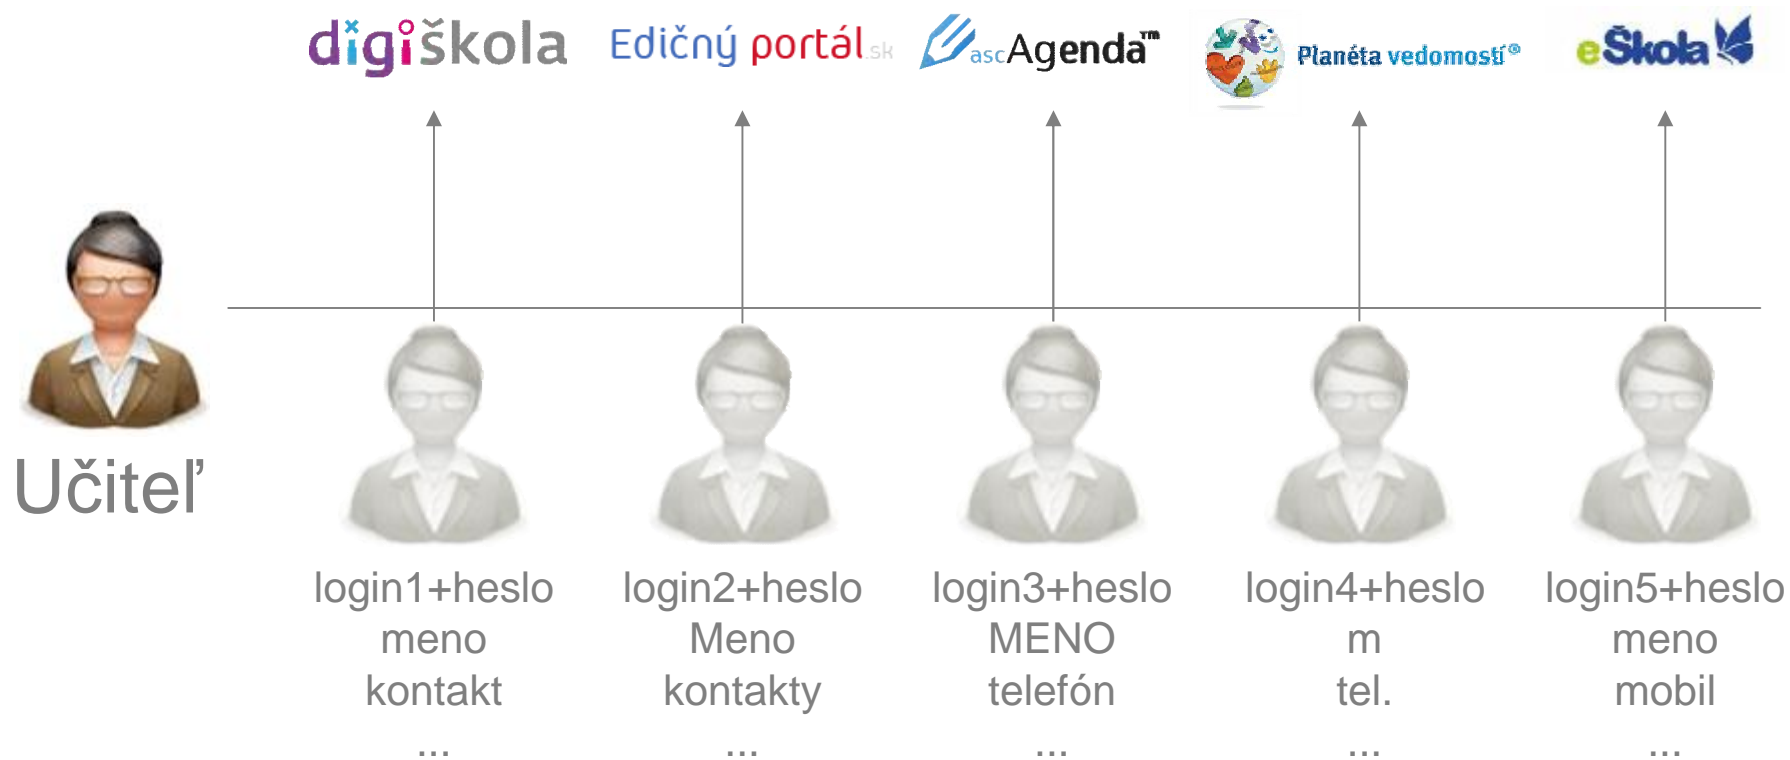 digiškola
Edičný portál.sk
ascAgenda™
Planéta vedomostí®
eŠkola
Učiteľ
login1+heslo
meno
kontakt
...
login2+heslo
Meno
kontakty
...
login3+heslo
MENO
telefón
...
login4+heslo
m
tel.
...
login5+heslo
meno
mobil
...